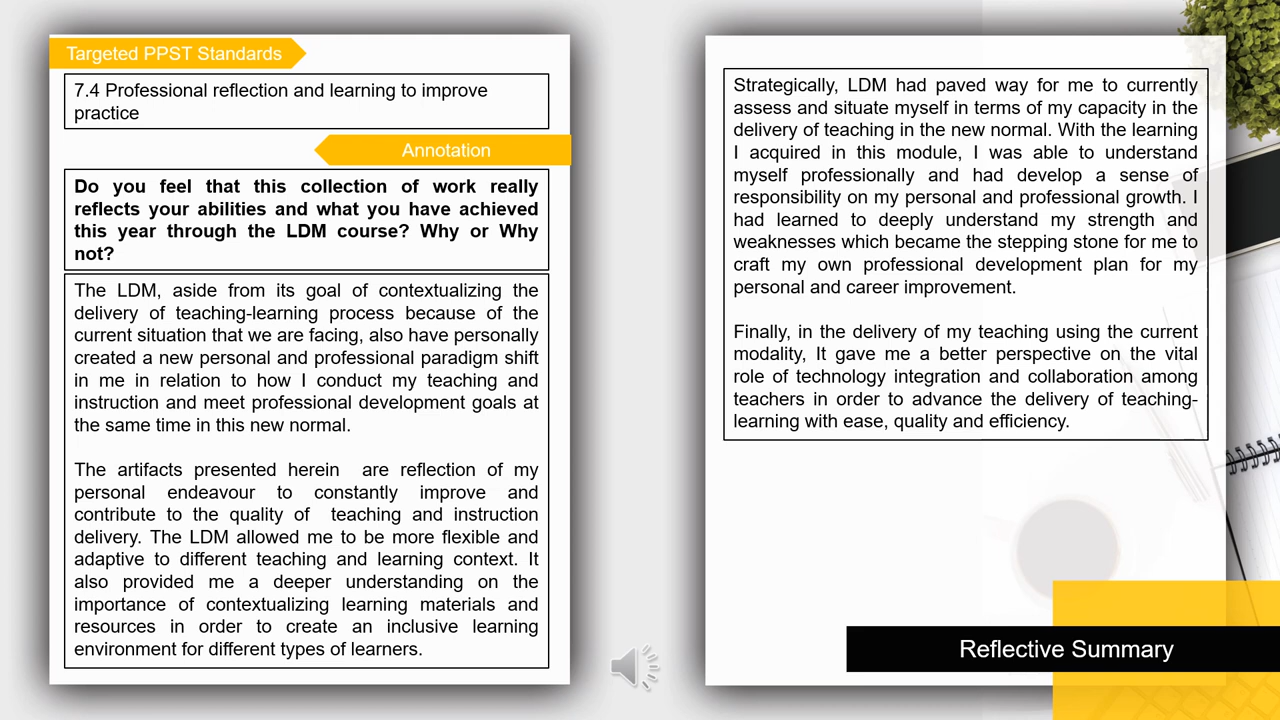 Targeted PPST Standards
7.4 Professional reflection and learning to improve
practice
Annotation
Do you feel that this collection of work really
reflects your abilities and what you have achieved
this year through the LDM course? Why or Why
not?
The LDM, aside from its goal of contextualizing the
delivery of teaching-learning process because of the
current situation that we are facing, also have personally
created a new personal and professional paradigm shift
in me in relation to how I conduct my teaching and
instruction and meet professional development goals at
the same time in this new normal.
The artifacts presented herein are reflection of my
personal endeavour to constantly improve and
contribute to the quality of teaching and instruction
delivery. The LDM allowed me to be more flexible and
adaptive to different teaching and learning context. It
also provided me a deeper understanding on the
importance of contextualizing learning materials and
resources in order to create an inclusive learning
environment for different types of learners.
Strategically, LDM had paved way for me to currently
assess and situate myself in terms of my capacity in the
delivery of teaching in the new normal. With the learning
I acquired in this module, I was able to understand
myself professionally and had develop a sense of
responsibility on my personal and professional growth. I
had learned to deeply understand my strength and
weaknesses which became the stepping stone for me to
craft my own professional development plan for my
personal and career improvement.
Finally, in the delivery of my teaching using the current
modality, It gave me a better perspective on the vital
role of technology integration and collaboration among
teachers in order to advance the delivery of teaching-
learning with ease, quality and efficiency.
Reflective Summary